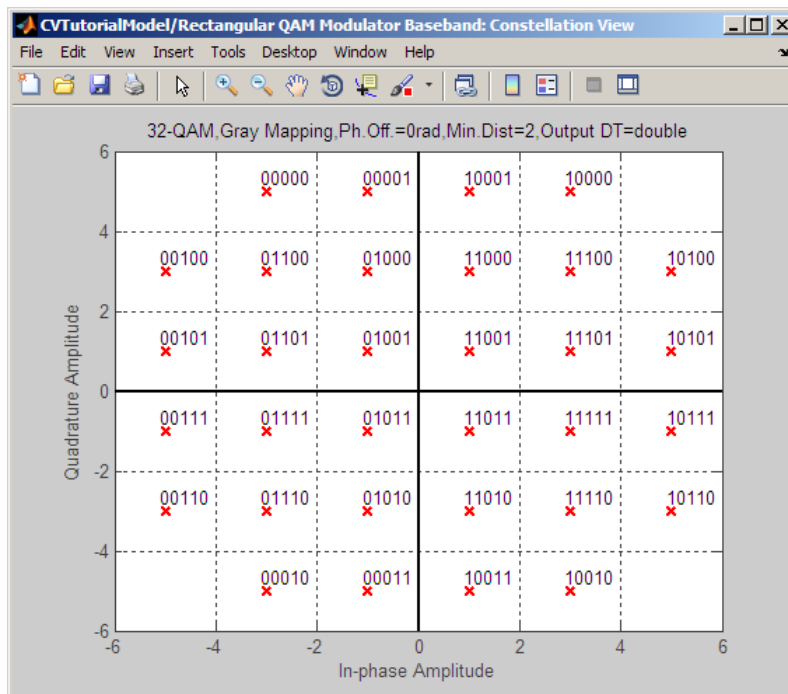 CVTutorialModel/Rectangular QAM Modulator Baseband: Constellation View
File Edit View Insert Tools Desktop Window Help
32-QAM,Gray Mapping,Ph.Off.=0rad,Min.Dist=2,Output DT=double
6
00000 00001 10001 10000
4
00100 01100 01000 11000 11100 10100
2
00101 01101 01001 11001 11101 10101
0
00111 01111 01011 11011 11111 10111
-2
00110 01110 01010 11010 11110 10110
-4
00010 00011 10011 10010
-6
-6 -4 -2 0 2 4 6
Quadrature Amplitude
In-phase Amplitude